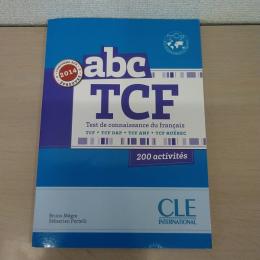 abc
2014
TCF
Test de connaissance du français
TCF • TCF DAP • TCF ANF • TCF QUÉBEC
200 activités
Bruno Mègre
Sébastien Portelli
CLE
INTERNATIONAL